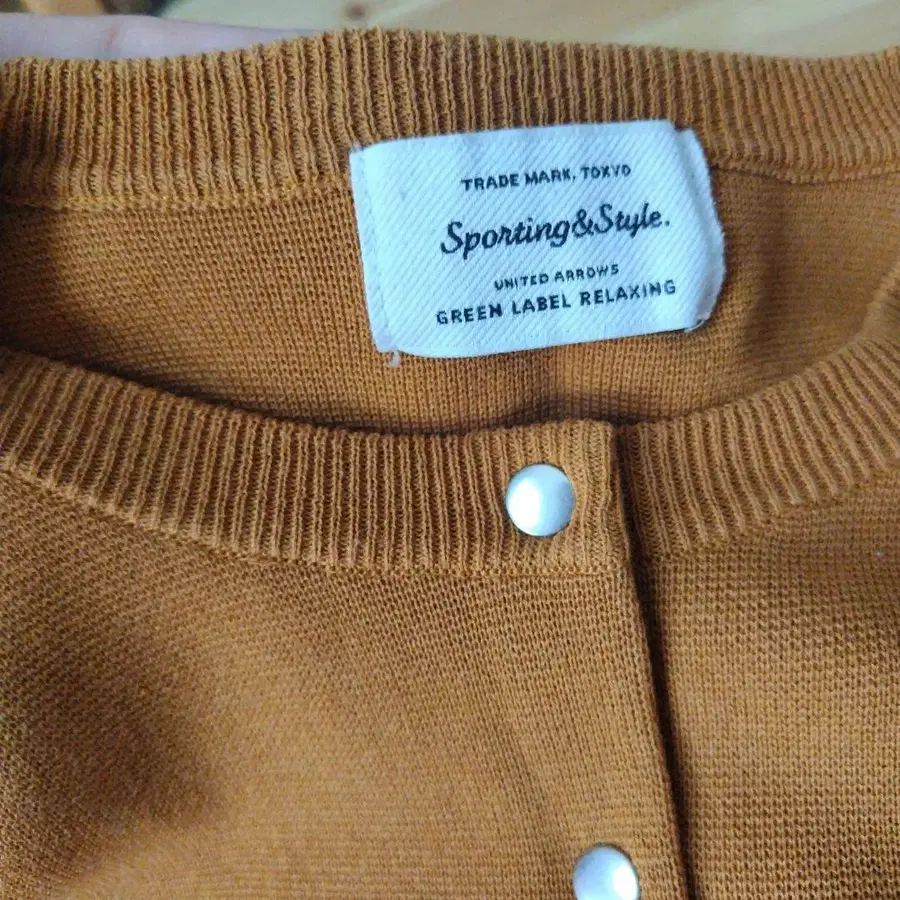 TRADE MARK, TOKYO
Sporting&Style.
UNITED ARROWS
GREEN LABEL RELAXING